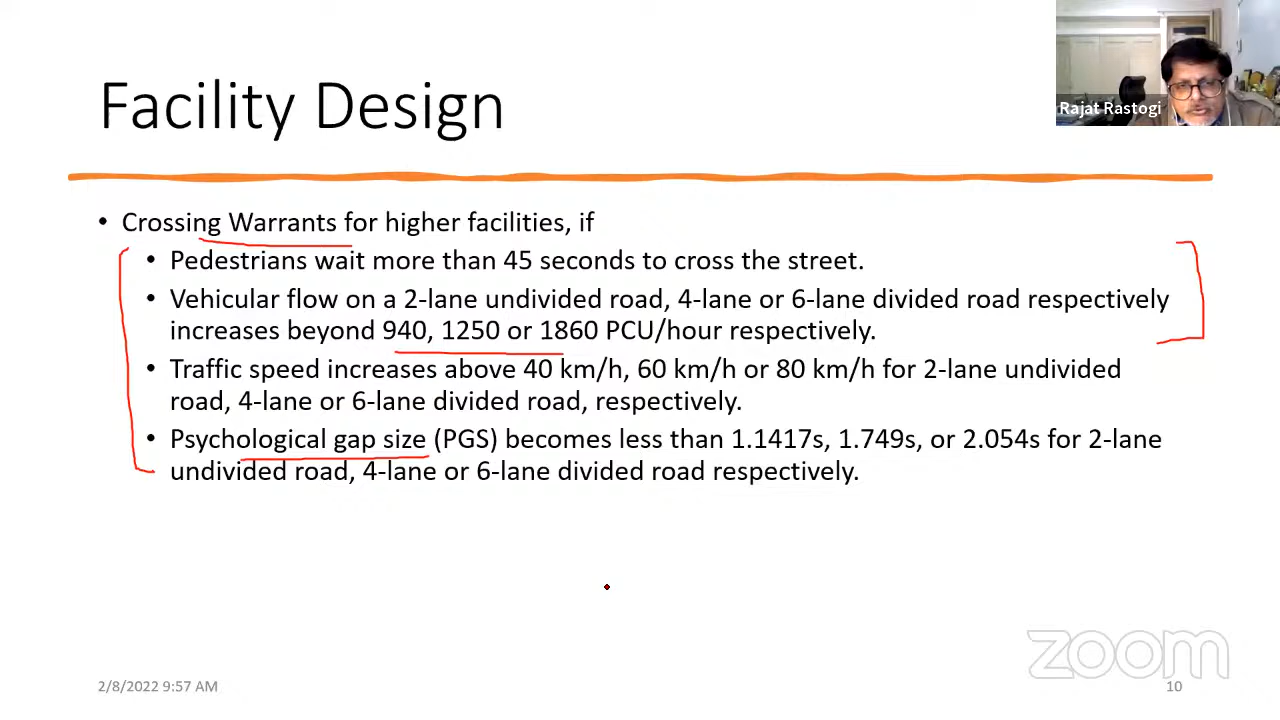 Rajat Rastogi
Facility Design
• Crossing Warrants for higher facilities, if
• Pedestrians wait more than 45 seconds to cross the street.
• Vehicular flow on a 2-lane undivided road, 4-lane or 6-lane divided road respectively
increases beyond 940, 1250 or 1860 PCU/hour respectively.
• Traffic speed increases above 40 km/h, 60 km/h or 80 km/h for 2-lane undivided
road, 4-lane or 6-lane divided road, respectively.
• Psychological gap size (PGS) becomes less than 1.1417s, 1.749s, or 2.054s for 2-lane
undivided road, 4-lane or 6-lane divided road respectively.
zoom
2/8/2022 9:57 AM
10